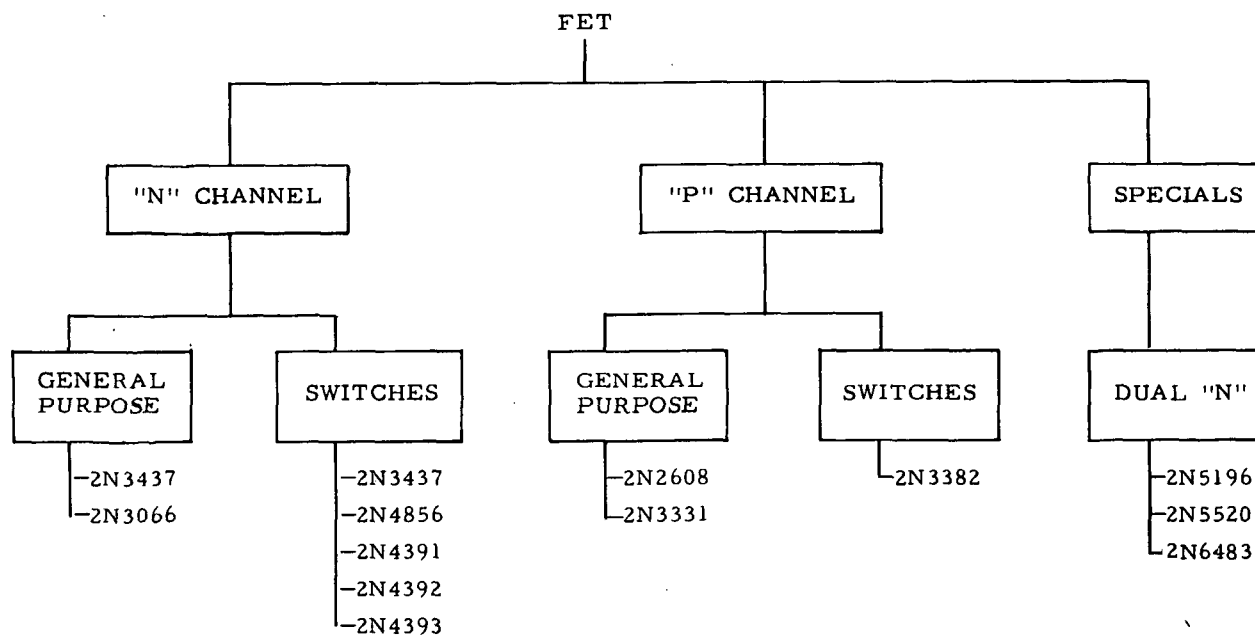 FET
"N" CHANNEL
"P" CHANNEL
SPECIALS
GENERAL
PURPOSE
SWITCHES
GENERAL
PURPOSE
SWITCHES
DUAL "N"
2N3437
2N3066
2N3437
2N4856
2N4391
2N4392
2N4393
2N2608
2N3331
2N3382
2N5196
2N5520
2N6483